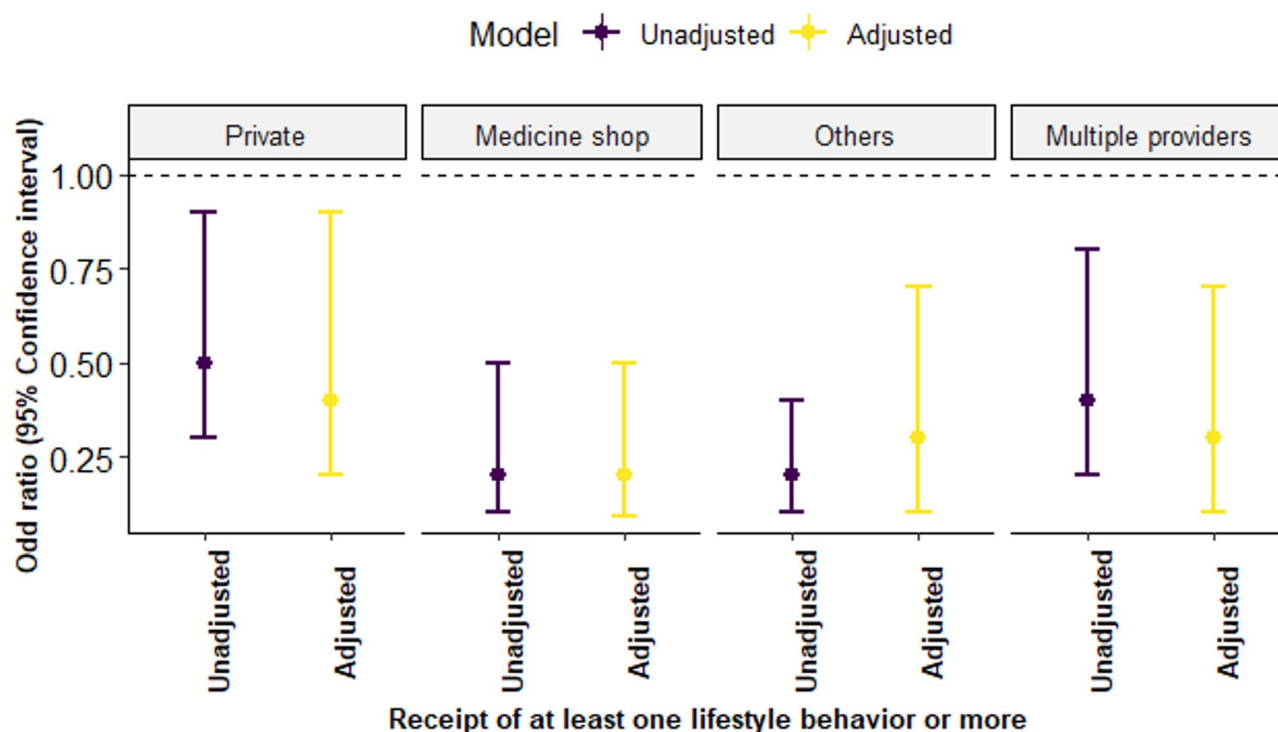 Model Unadjusted Adjusted
Private Medicine shop Others Multiple providers
Odd ratio (95% Confidence interval)
1.00
0.75
0.50
0.25
Unadjusted Adjusted Unadjusted Adjusted Unadjusted Adjusted Unadjusted Adjusted
Receipt of at least one lifestyle behavior or more